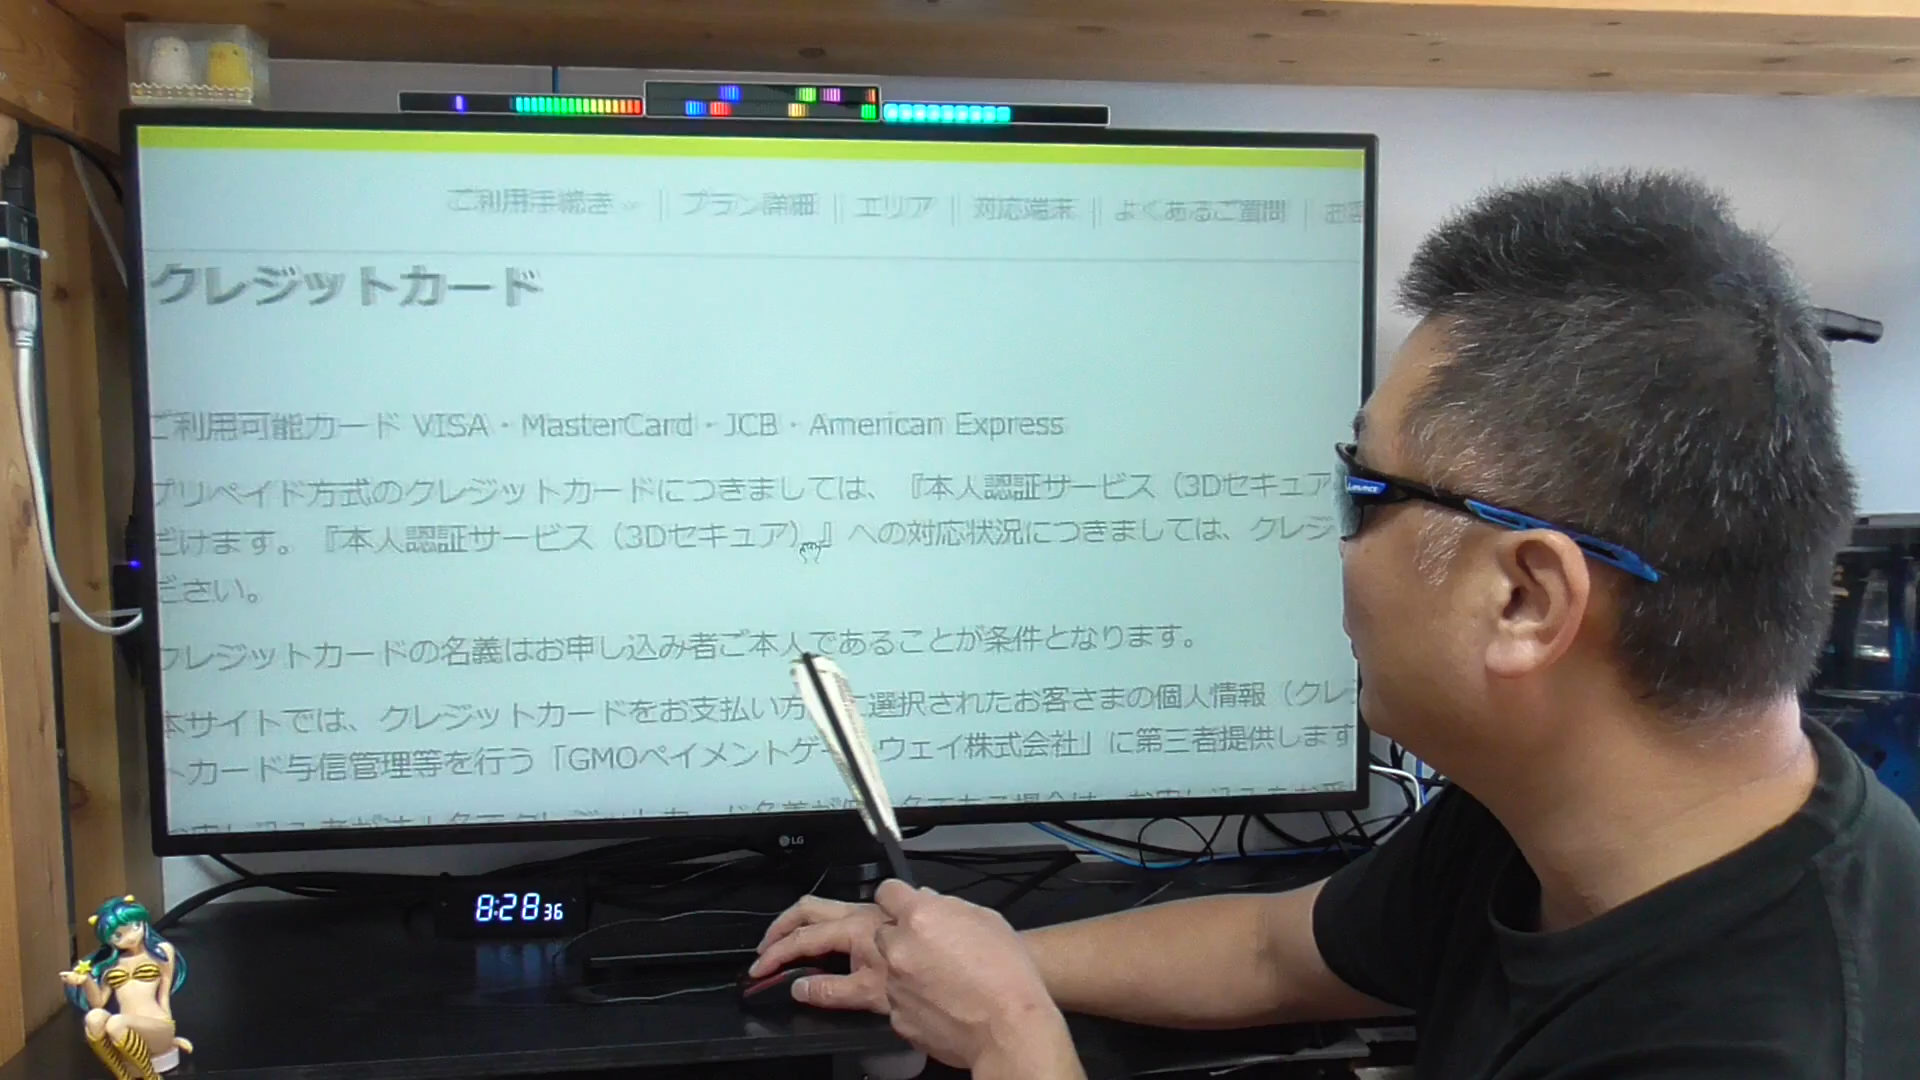 ご利用手続き || プラン詳細 || エリア || 対応端末 || よくあるご質問 |
クレジットカード
ご利用可能カード VISA・MasterCard・JCB・American Express
プリペイド方式のクレジットカードにつきましては、『本人認証サービス（3Dセキュア
だけます。『本人認証サービス（3Dセキュア）』への対応状況につきましては、クレジ
ださい。
クレジットカードの名義はお申し込み者ご本人であることが条件となります。
本サイトでは、クレジットカードをお支払い方 に選択されたお客さまの個人情報（クレ
トカード与信管理等を行う「GMOペイメントゲ ウェイ株式会社」に第三者提供します
LG
8:28 36